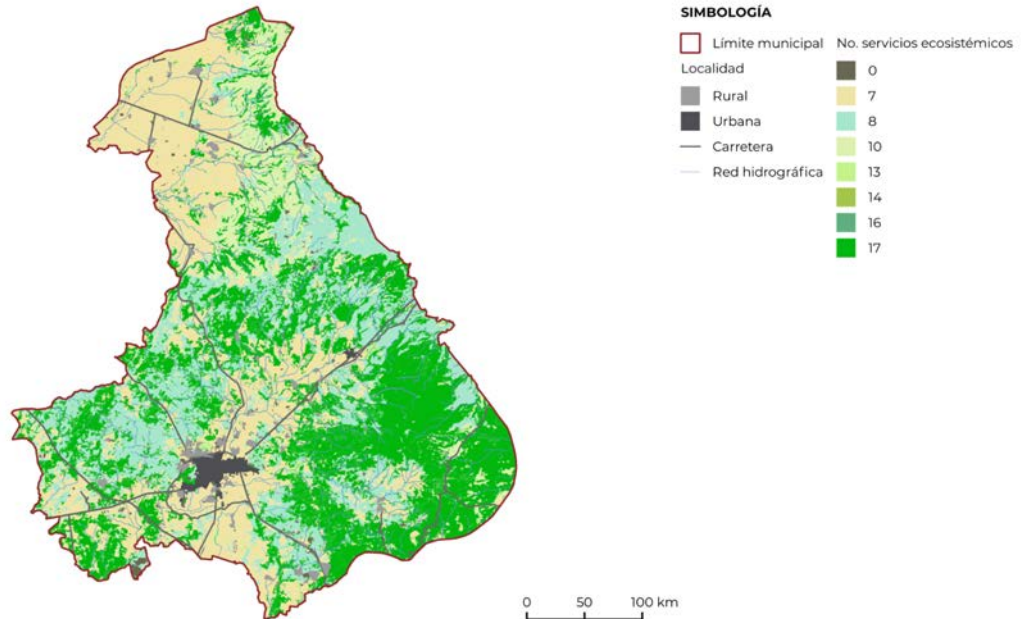 SIMBOLOGÍA
Límite municipal
Localidad
Rural
Urbana
Carretera
Red hidrográfica
No. servicios ecosistémicos
0
7
8
10
13
14
16
17
0 50 100 km